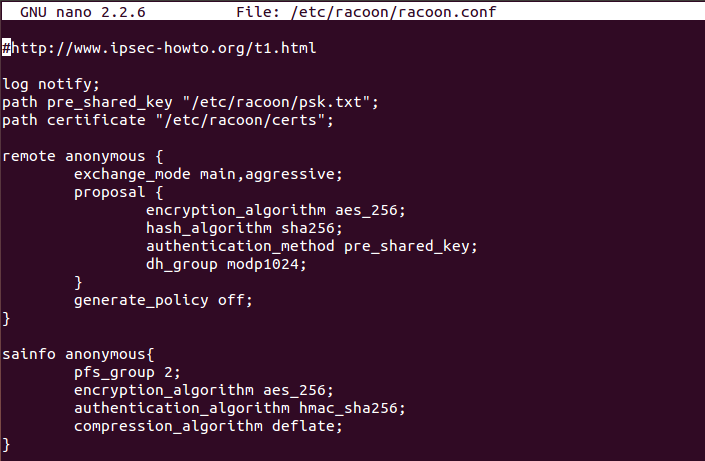 GNU nano 2.2.6 File: /etc/racoon/racoon.conf
#http://www.ipsec-howto.org/t1.html
log notify;
path pre_shared_key "/etc/racoon/psk.txt";
path certificate "/etc/racoon/certs";
remote anonymous {
exchange_mode main,aggressive;
proposal {
encryption_algorithm aes_256;
hash_algorithm sha256;
authentication_method pre_shared_key;
dh_group modp1024;
}
generate_policy off;
}
sainfo anonymous{
pfs_group 2;
encryption_algorithm aes_256;
authentication_algorithm hmac_sha256;
compression_algorithm deflate;
}